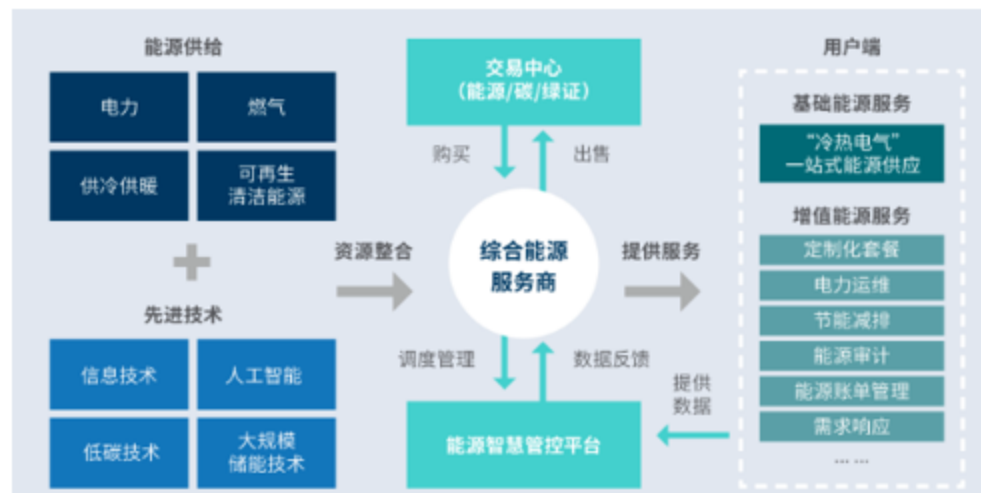 能源供给
电力
燃气
供冷供暖
可再生
清洁能源
先进技术
信息技术
人工智能
低碳技术
大规模
储能技术
资源整合
交易中心
（能源/碳/绿证）
购买
出售
综合能源
服务商
调度管理
数据反馈
能源智慧管控平台
提供服务
提供
数据
用户端
基础能源服务
“冷热电气”
一站式能源供应
增值能源服务
定制化套餐
电力运维
节能减排
能源审计
能源账单管理
需求响应
... ...